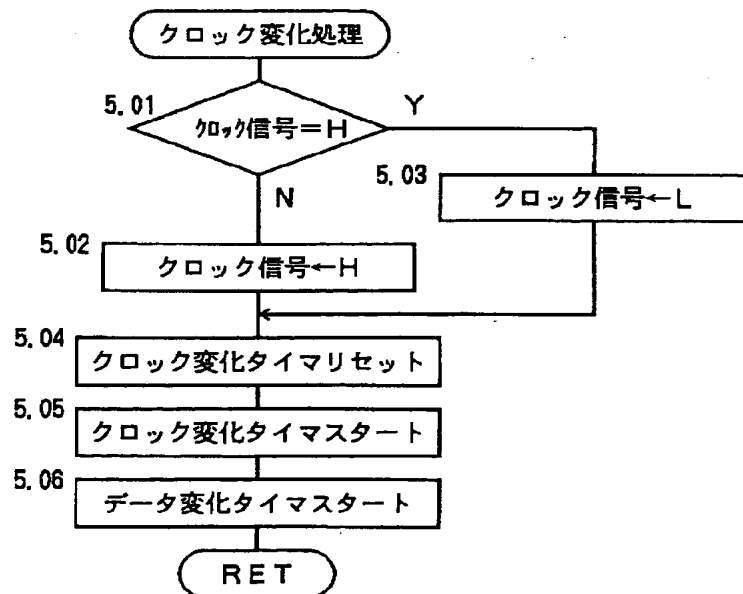 クロック変化処理
5.01
クロック信号=H
Y
N
5.03
クロック信号←L
5.02
クロック信号←H
5.04
クロック変化タイマリセット
5.05
クロック変化タイマスタート
5.06
データ変化タイマスタート
RET